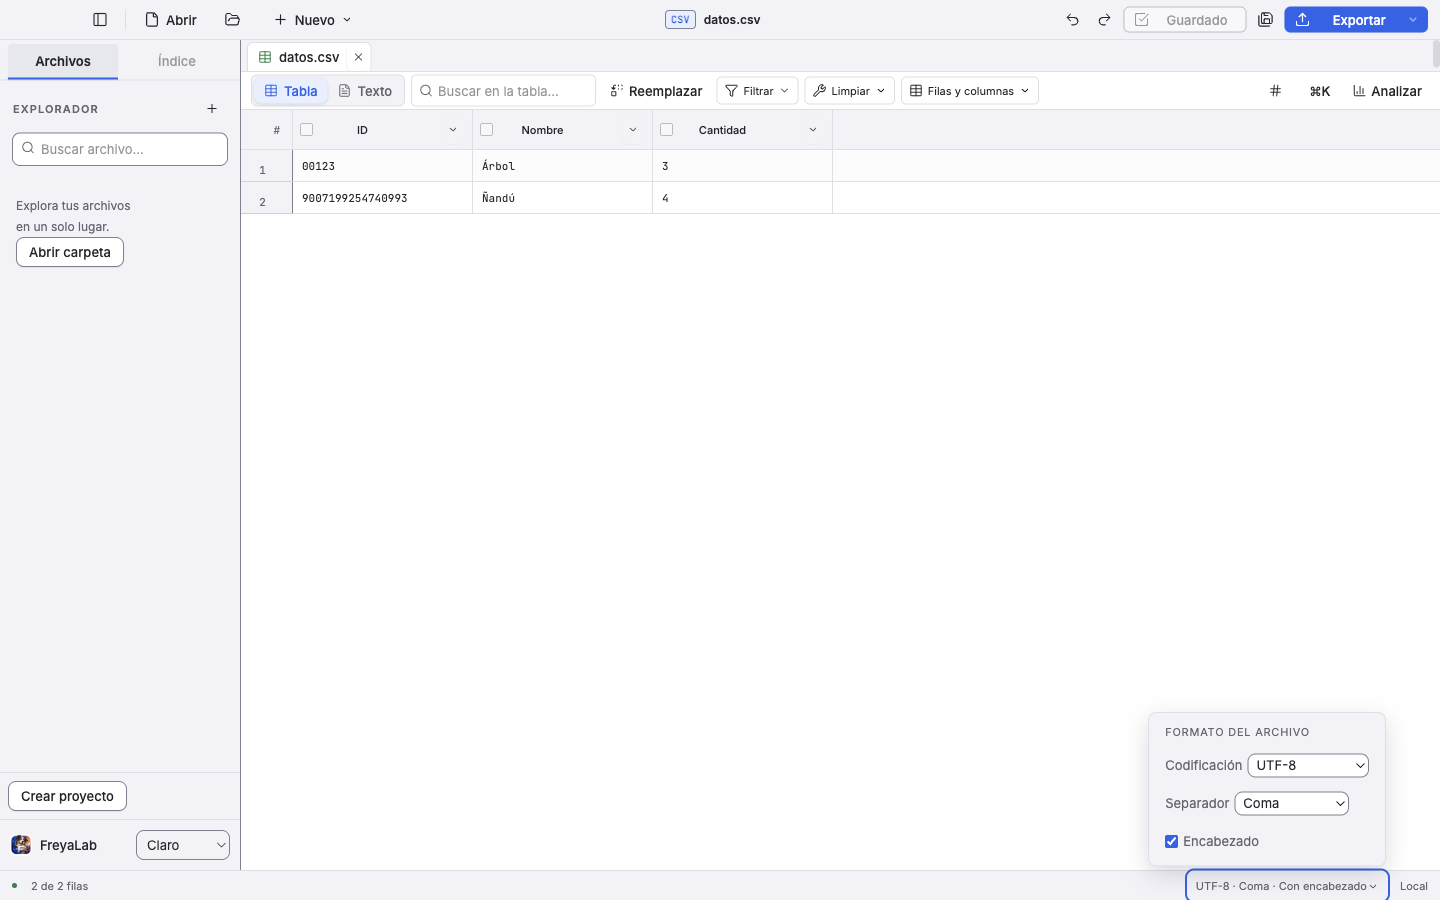 Abrir
Nuevo
CSV datos.csv
Guardado
Exportar
Archivos
Índice
datos.csv
EXPLORADOR
Tabla
Texto
Buscar en la tabla...
Reemplazar
Filtrar
Limpiar
Filas y columnas
#
⌘K
Analizar
Buscar archivo...
# ID Nombre Cantidad
1 00123 Árbol 3
2 9007199254740993 Ñandú 4
Explora tus archivos
en un solo lugar.
Abrir carpeta
FORMATO DEL ARCHIVO
Codificación UTF-8
Separador Coma
Encabezado
Crear proyecto
FreyaLab
Claro
2 de 2 filas
UTF-8 · Coma · Con encabezado
Local